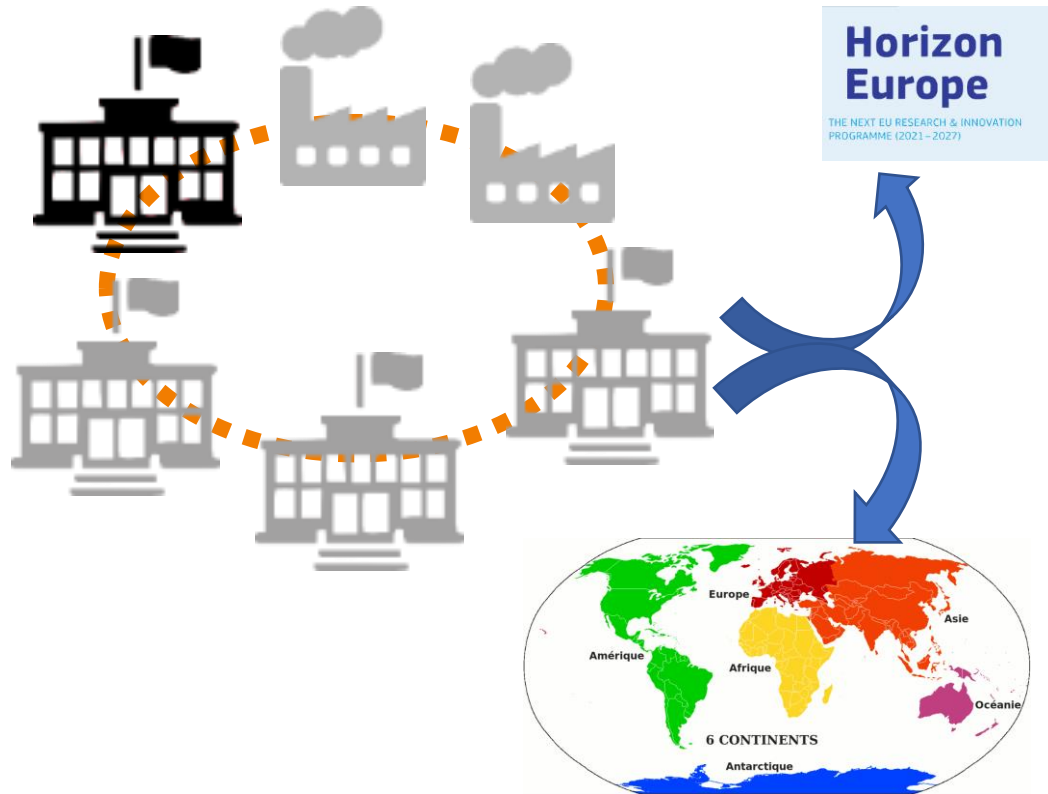 Horizon
Europe
THE NEXT EU RESEARCH & INNOVATION
PROGRAMME (2021–2027)
Europe
Asie
Amérique
Afrique
Océanie
6 CONTINENTS
Antarctique